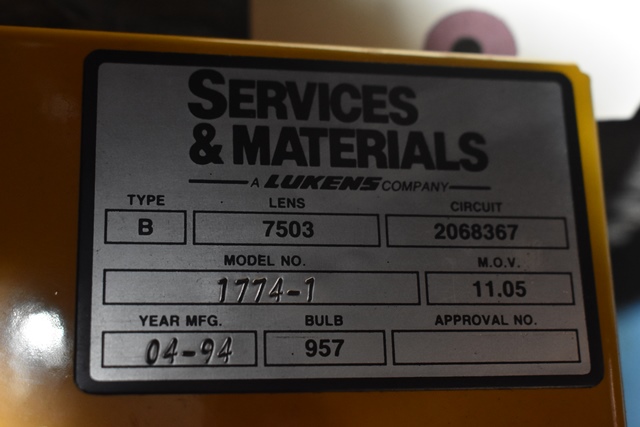 SERVICES
& MATERIALS
A LUKENS COMPANY
TYPE LENS CIRCUIT
B 7503 2068367
MODEL NO. M.O.V.
1774-1 11.05
YEAR MFG. BULB APPROVAL NO.
04-94 957